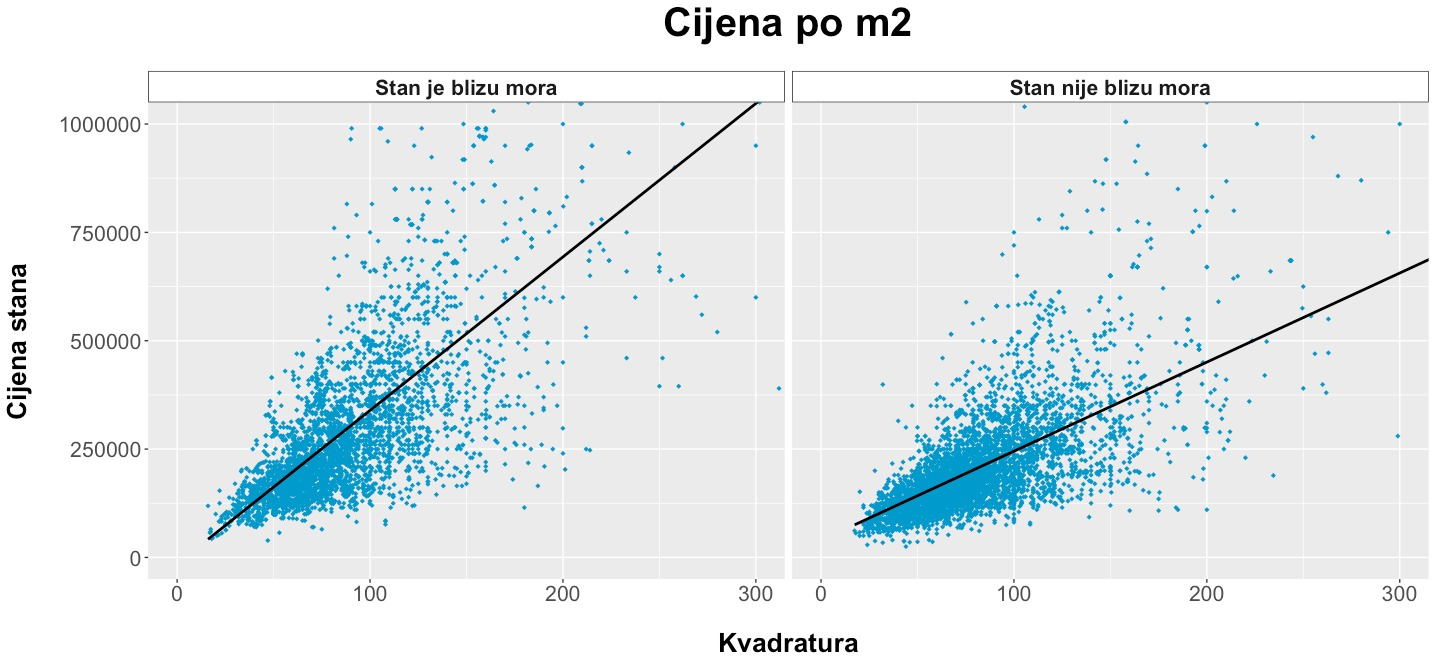 Cijena po m2
Stan je blizu mora
Stan nije blizu mora
Cijena stana
1000000
750000
500000
250000
0
0 100 200 300
0 100 200 300
Kvadratura